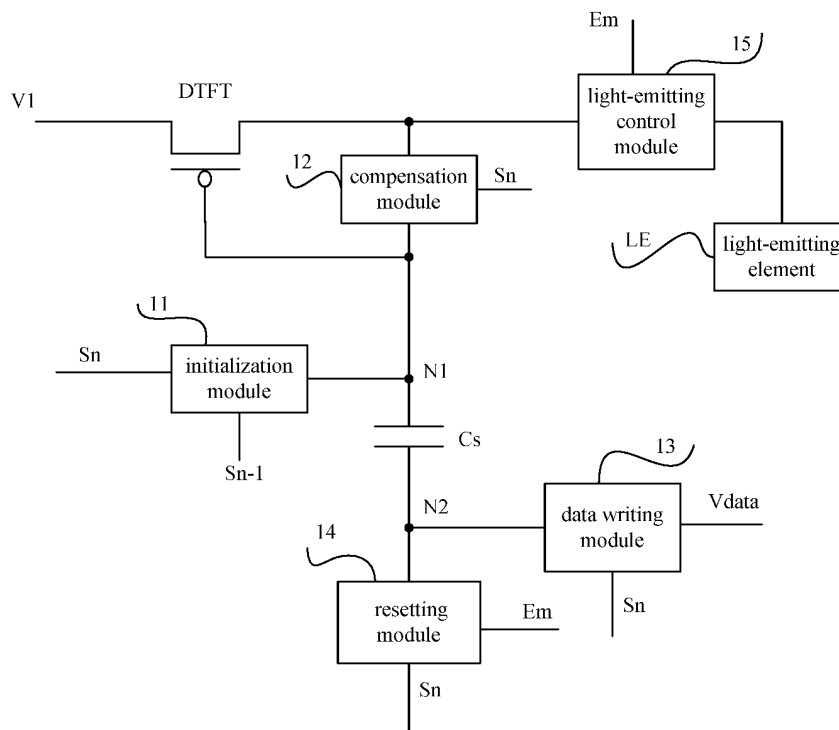 Em
15
DTFT
V1
light-emitting
control
module
12
compensation
module
Sn
LE
light-emitting
element
11
Sn
initialization
module
N1
Sn-1
Cs
13
N2
data writing
module
Vdata
14
resetting
module
Em
Sn
Sn